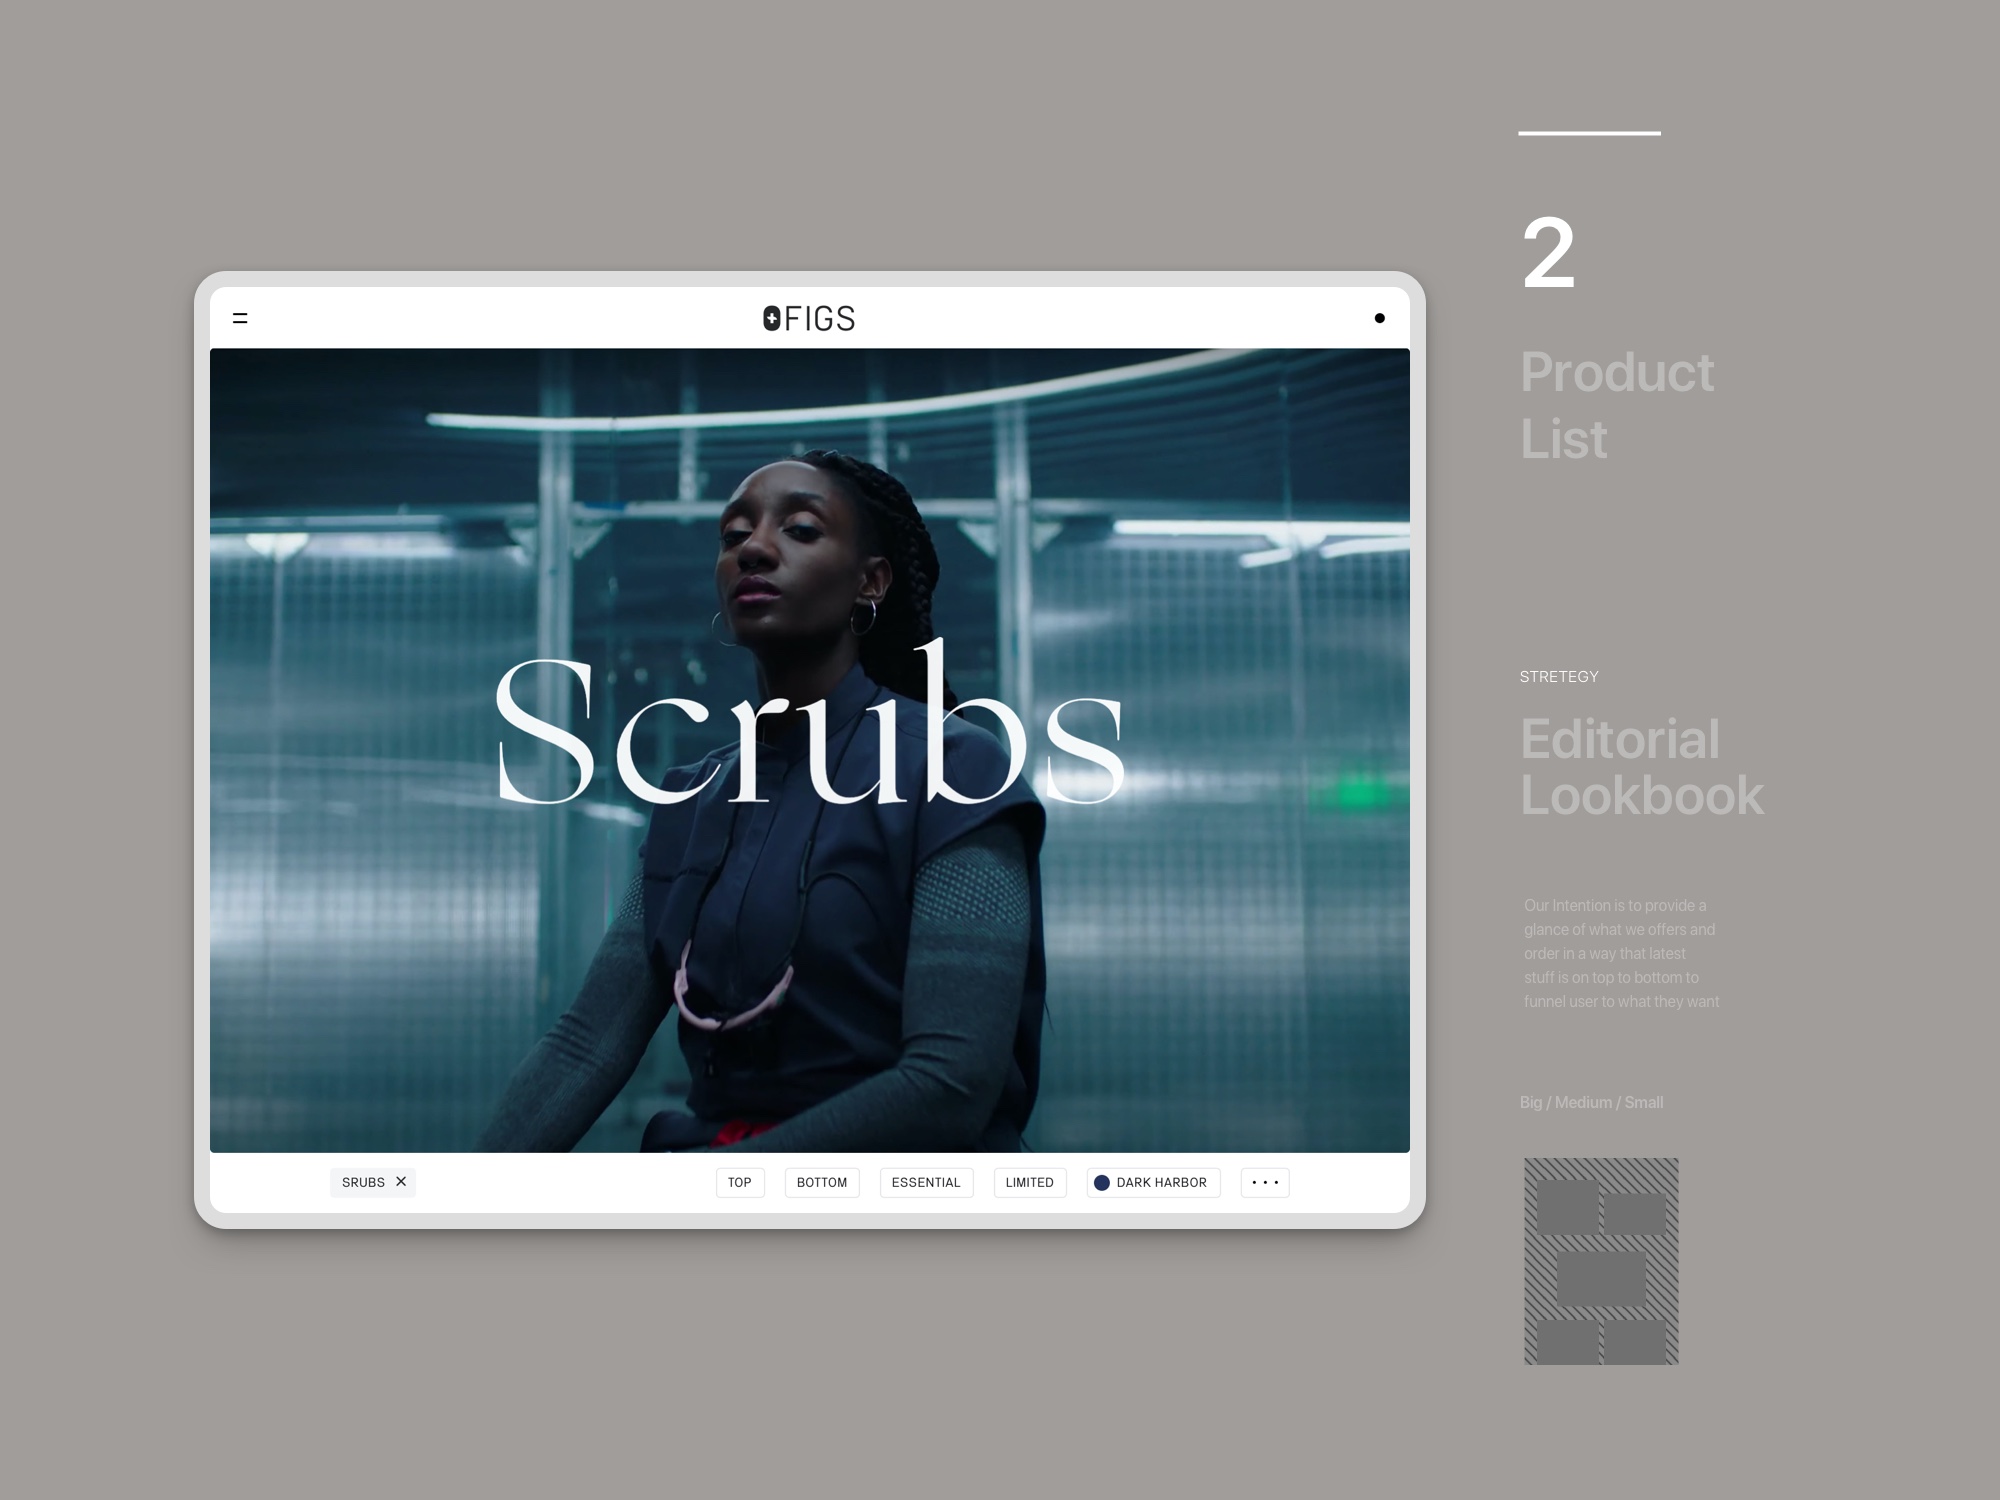 FIGS
Scrubs
SRUBS ✕
TOP
BOTTOM
ESSENTIAL
LIMITED
DARK HARBOR
• • •
2
Product
List
STRETEGY
Editorial
Lookbook
Our Intention is to provide a
glance of what we offers and
order in a way that latest
stuff is on top to bottom to
funnel user to what they want
Big / Medium / Small